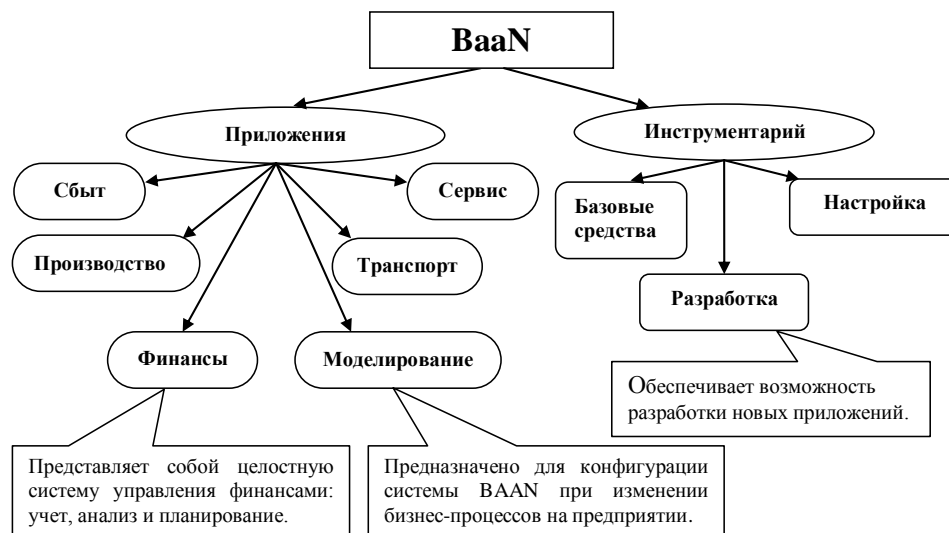 BaaN
Приложения
Инструментарий
Сбыт
Сервис
Базовые
средства
Настройка
Производство
Транспорт
Разработка
Финансы
Моделирование
Обеспечивает возможность
разработки новых приложений.
Представляет собой целостную
систему управления финансами:
учет, анализ и планирование.
Предназначено для конфигурации
системы BAAN при изменении
бизнес-процессов на предприятии.